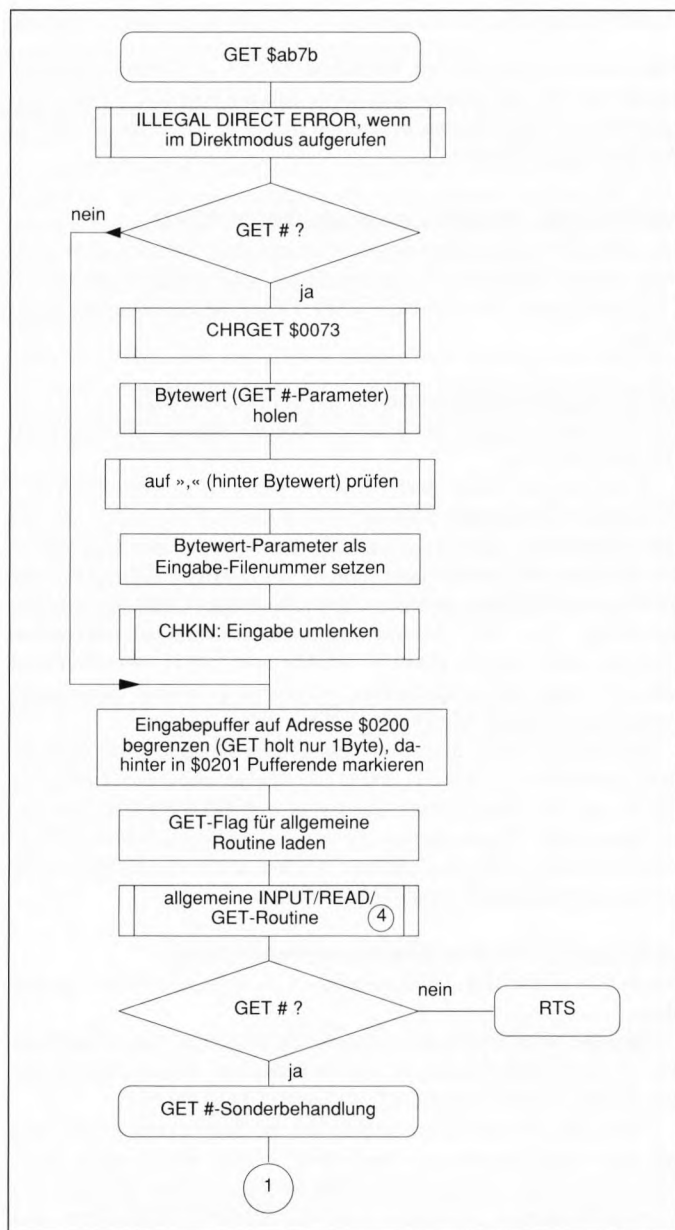 GET $ab7b
ILLEGAL DIRECT ERROR, wenn
im Direktmodus aufgerufen
nein
GET # ?
ja
CHRGET $0073
Bytewert (GET #-Parameter)
holen
auf »,« (hinter Bytewert) prüfen
Bytewert-Parameter als
Eingabe-Filenummer setzen
CHKIN: Eingabe umlenken
Eingabepuffer auf Adresse $0200
begrenzen (GET holt nur 1Byte), da-
hinter in $0201 Pufferende markieren
GET-Flag für allgemeine
Routine laden
allgemeine INPUT/READ/
GET-Routine 4
nein
GET # ?
RTS
ja
GET #-Sonderbehandlung
1